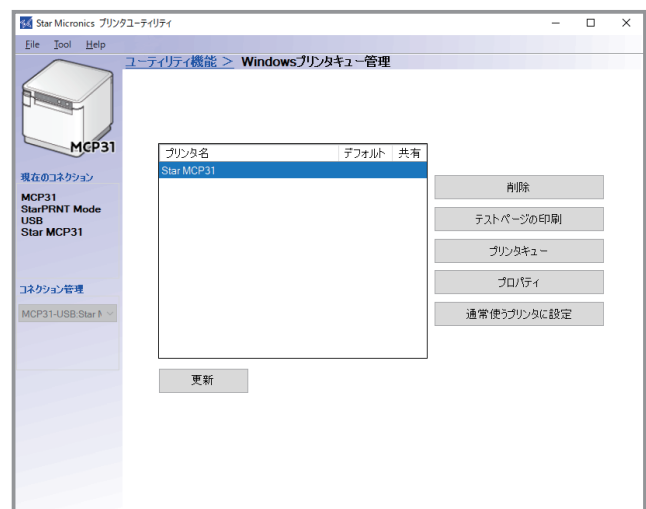 Star Micronics プリンタユーティリティ
File Tool Help
ユーティリティ機能 > Windowsプリンタキュー管理
MCP31
現在のコネクション
MCP31
StarPRNT Mode
USB
Star MCP31
コネクション管理
MCP31-USB:Star
プリンタ名 デフォルト 共有
Star MCP31
更新
削除
テストページの印刷
プリンタキュー
プロパティ
通常使うプリンタに設定